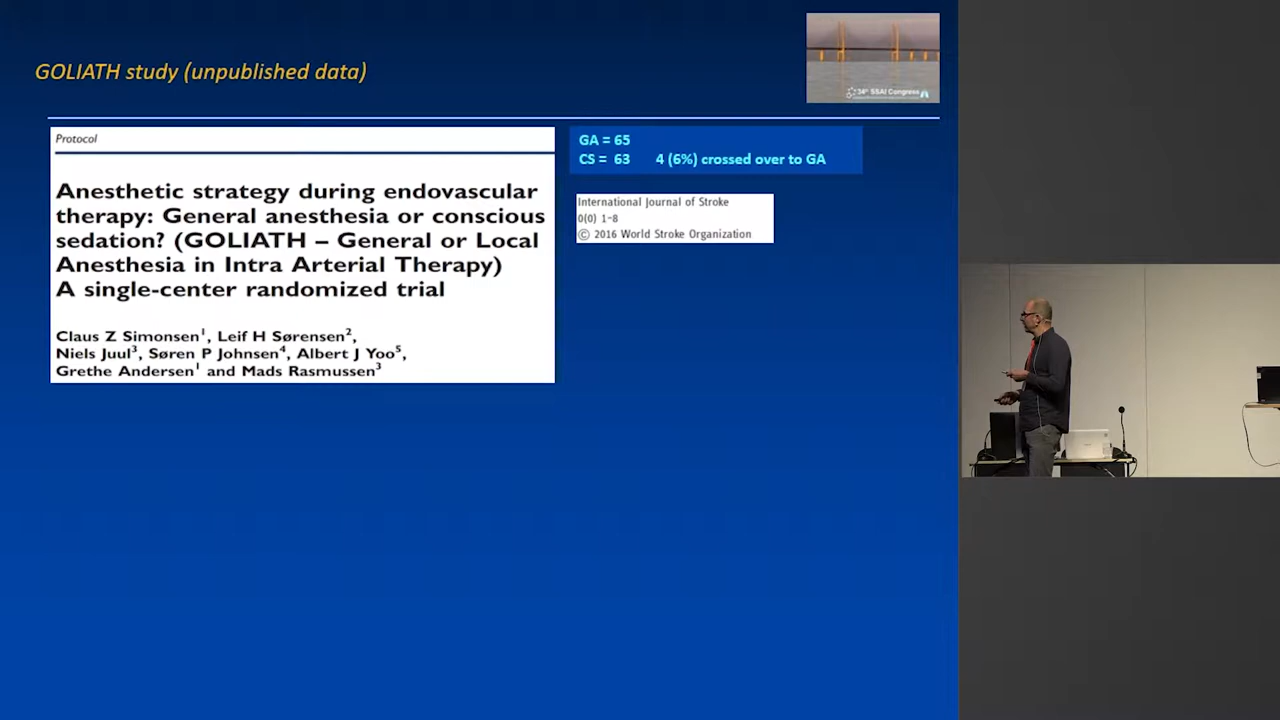 GOLIATH study (unpublished data)
34th SSAI Congress
Protocol
Anesthetic strategy during endovascular
therapy: General anesthesia or conscious
sedation? (GOLIATH – General or Local
Anesthesia in Intra Arterial Therapy)
A single-center randomized trial
Claus Z Simonsen1, Leif H Sørensen2,
Niels Juul3, Søren P Johnsen4, Albert J Yoo5,
Grethe Andersen1 and Mads Rasmussen3
GA = 65
CS = 63 4 (6%) crossed over to GA
International Journal of Stroke
0(0) 1–8
© 2016 World Stroke Organization